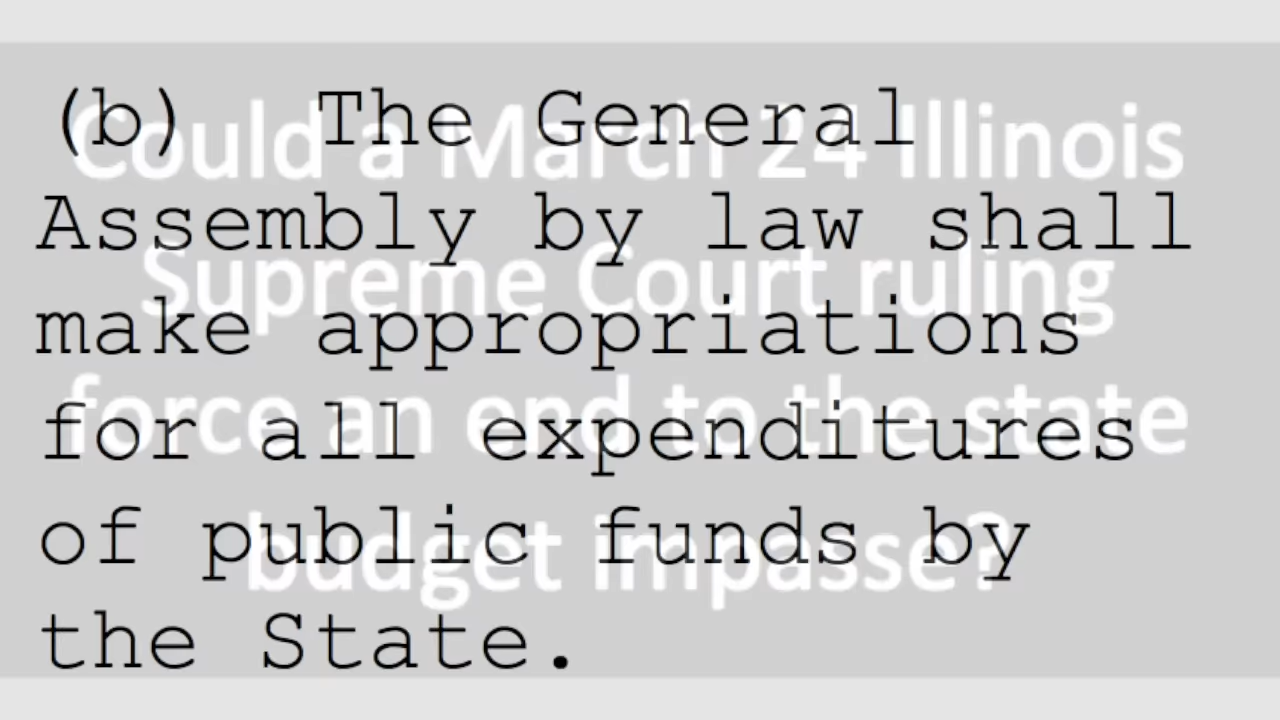 (b) The General
Assembly by law shall
make appropriations
for all expenditures
of public funds by
the State.
Could a March 24 Illinois
Supreme Court ruling
force an end to the state
budget impasse?